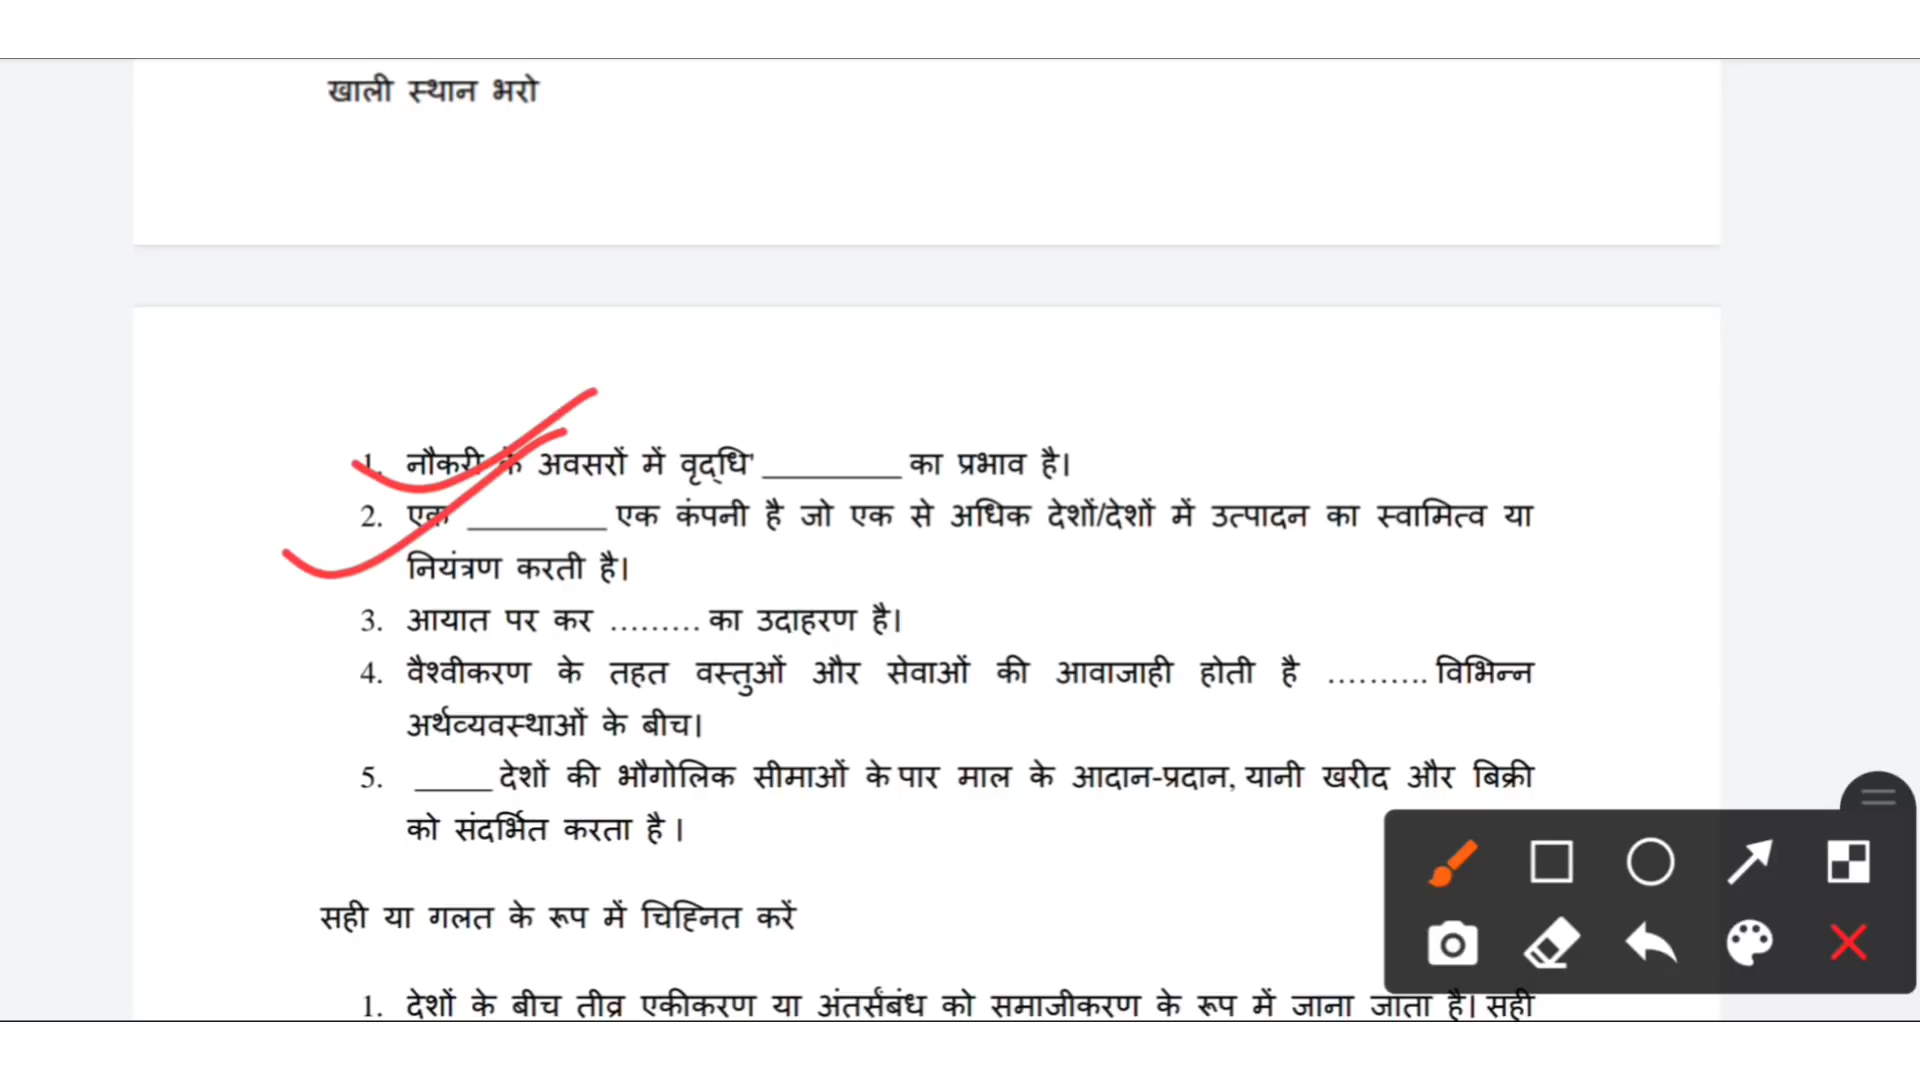 खाली स्थान भरो
1. नौकरी के अवसरों में वृद्धि' __________ का प्रभाव है।
2. एक __________ एक कंपनी है जो एक से अधिक देशों/देशों में उत्पादन का स्वामित्व या
नियंत्रण करती है।
3. आयात पर कर ......... का उदाहरण है।
4. वैश्वीकरण के तहत वस्तुओं और सेवाओं की आवाजाही होती है .......... विभिन्न
अर्थव्यवस्थाओं के बीच।
5. _____ देशों की भौगोलिक सीमाओं के पार माल के आदान-प्रदान, यानी खरीद और बिक्री
को संदर्भित करता है ।
सही या गलत के रूप में चिह्नित करें
1. देशों के बीच तीव्र एकीकरण या अंतर्संबंध को समाजीकरण के रूप में जाना जाता है। सही